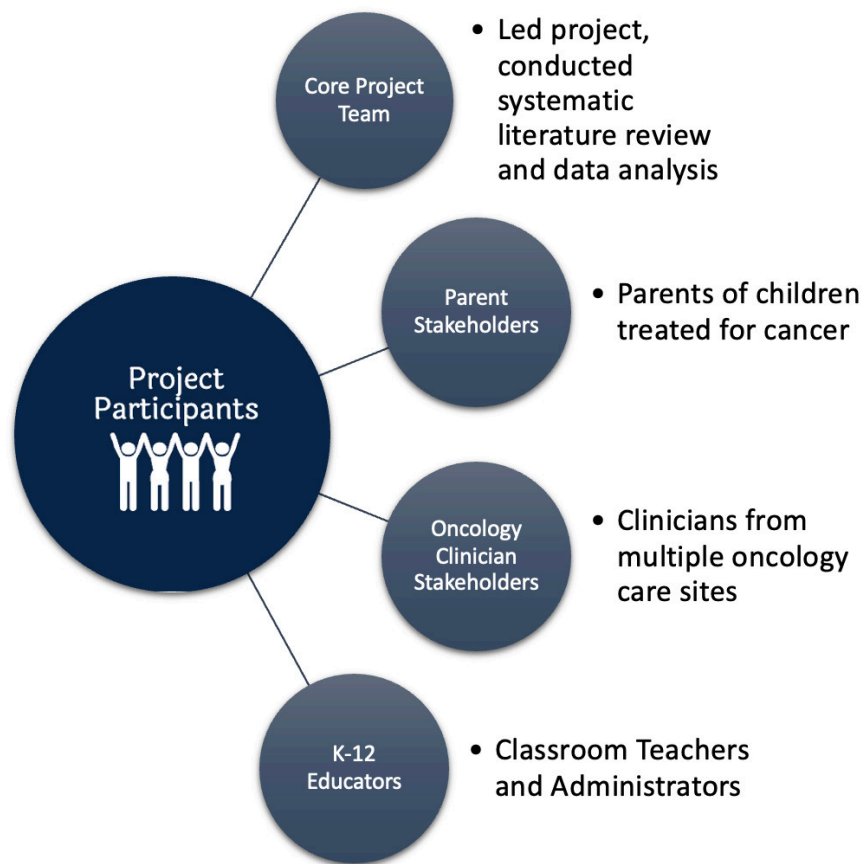 Core Project
Team
• Led project,
conducted
systematic
literature review
and data analysis
Parent
Stakeholders
• Parents of children
treated for cancer
Project
Participants
Oncology
Clinician
Stakeholders
• Clinicians from
multiple oncology
care sites
K-12
Educators
• Classroom Teachers
and Administrators